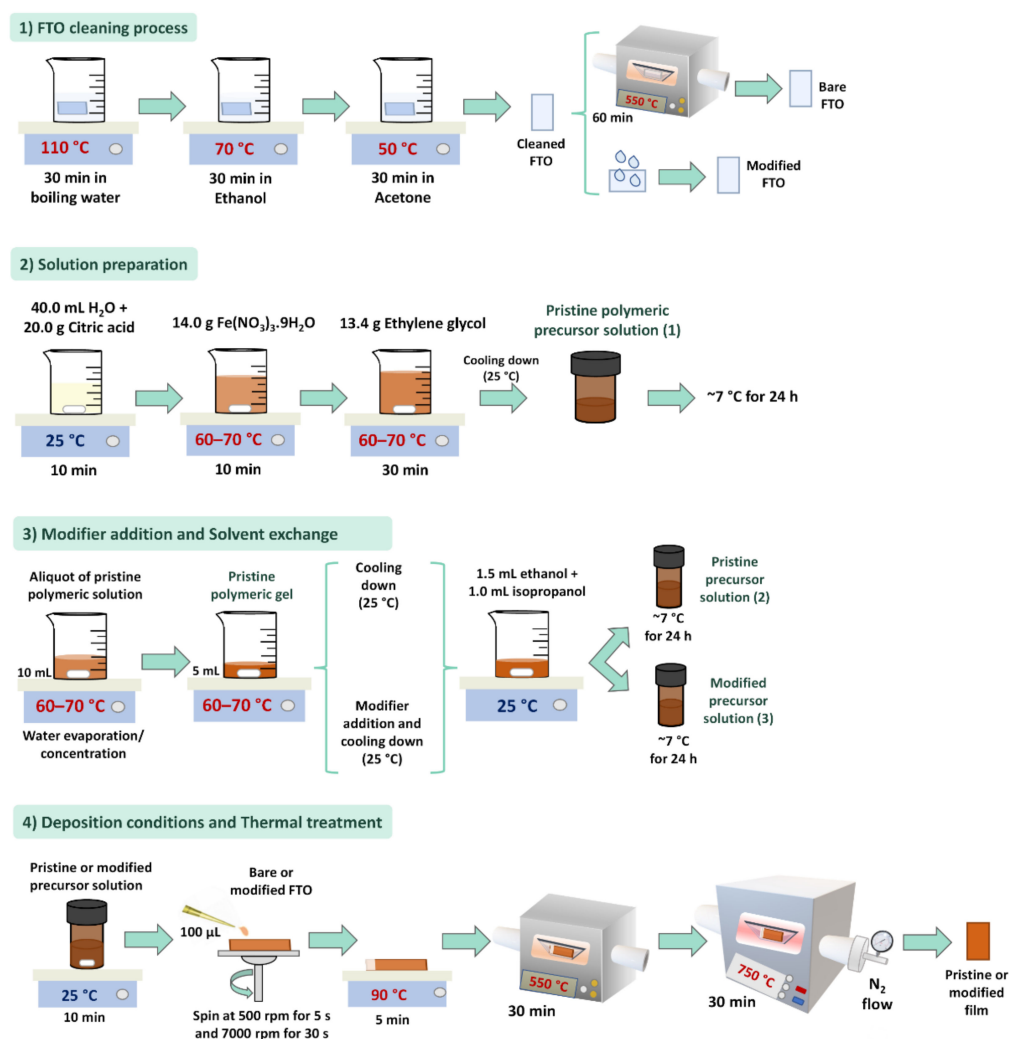 1) FTO cleaning process
110 °C
30 min in
boiling water
70 °C
30 min in
Ethanol
50 °C
30 min in
Acetone
Cleaned
FTO
550 °C
60 min
Bare
FTO
Modified
FTO
2) Solution preparation
40.0 mL H₂O +
20.0 g Citric acid
25 °C
10 min
14.0 g Fe(NO₃)₃.9H₂O
60–70 °C
10 min
13.4 g Ethylene glycol
60–70 °C
30 min
Cooling down
(25 °C)
Pristine polymeric
precursor solution (1)
~7 °C for 24 h
3) Modifier addition and Solvent exchange
Aliquot of pristine
polymeric solution
10 mL
60–70 °C
Water evaporation/
concentration
Pristine
polymeric gel
5 mL
60–70 °C
Cooling
down
(25 °C)
Modifier
addition and
cooling down
(25 °C)
1.5 mL ethanol +
1.0 mL isopropanol
25 °C
Pristine
precursor
solution (2)
~7 °C
for 24 h
Modified
precursor
solution (3)
~7 °C
for 24 h
4) Deposition conditions and Thermal treatment
Pristine or modified
precursor solution
25 °C
10 min
Bare or
modified FTO
100 µL
Spin at 500 rpm for 5 s
and 7000 rpm for 30 s
90 °C
5 min
550 °C
30 min
750 °C
30 min
N₂
flow
Pristine or
modified
film